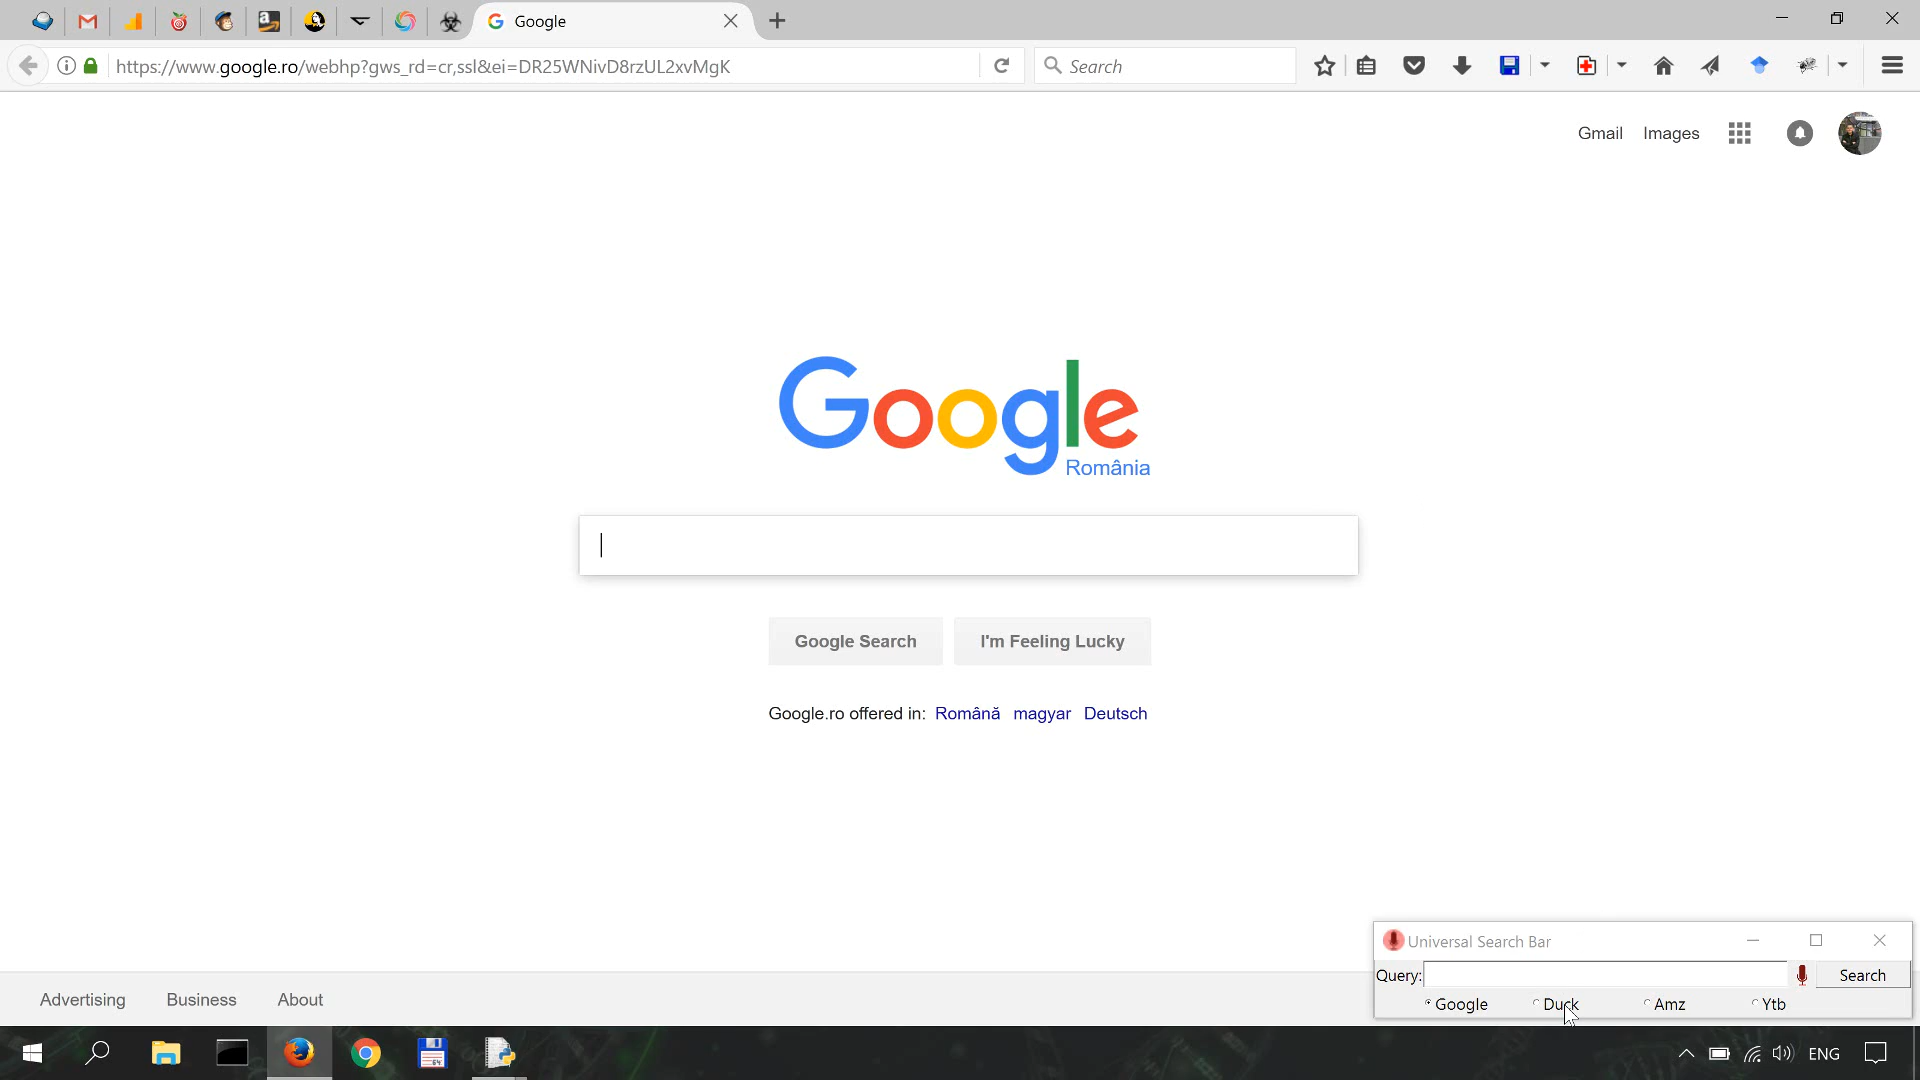 Google
https://www.google.ro/webhp?gws_rd=cr,ssl&ei=DR25WNivD8rzUL2xvMgK
Search
Gmail Images
Google
România
Google Search I'm Feeling Lucky
Google.ro offered in: Română magyar Deutsch
Universal Search Bar
Query: Search
Google Duck Amz Ytb
Advertising Business About
64
ENG